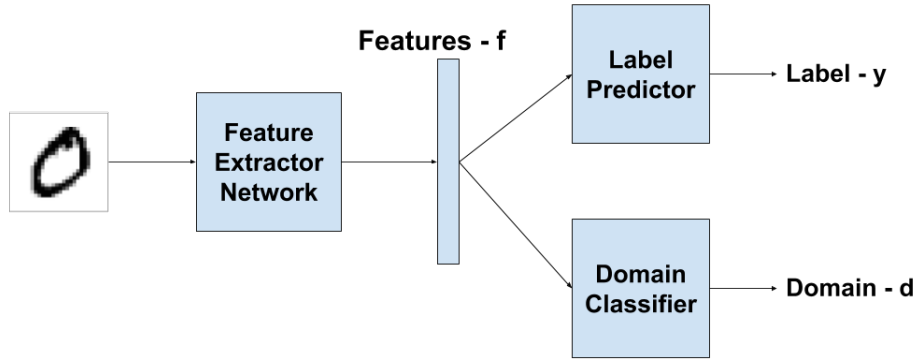 Features - f
Feature
Extractor
Network
Label
Predictor
Label - y
Domain
Classifier
Domain - d